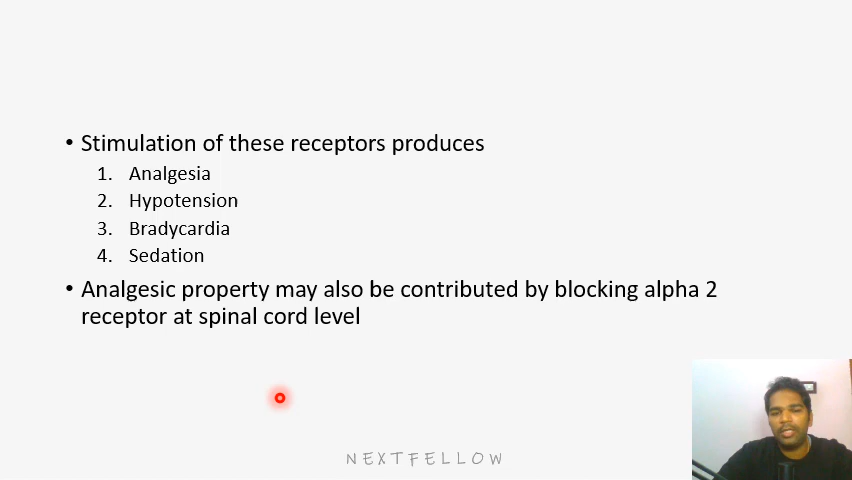 • Stimulation of these receptors produces
1. Analgesia
2. Hypotension
3. Bradycardia
4. Sedation
• Analgesic property may also be contributed by blocking alpha 2
receptor at spinal cord level
NEXTFELLOW